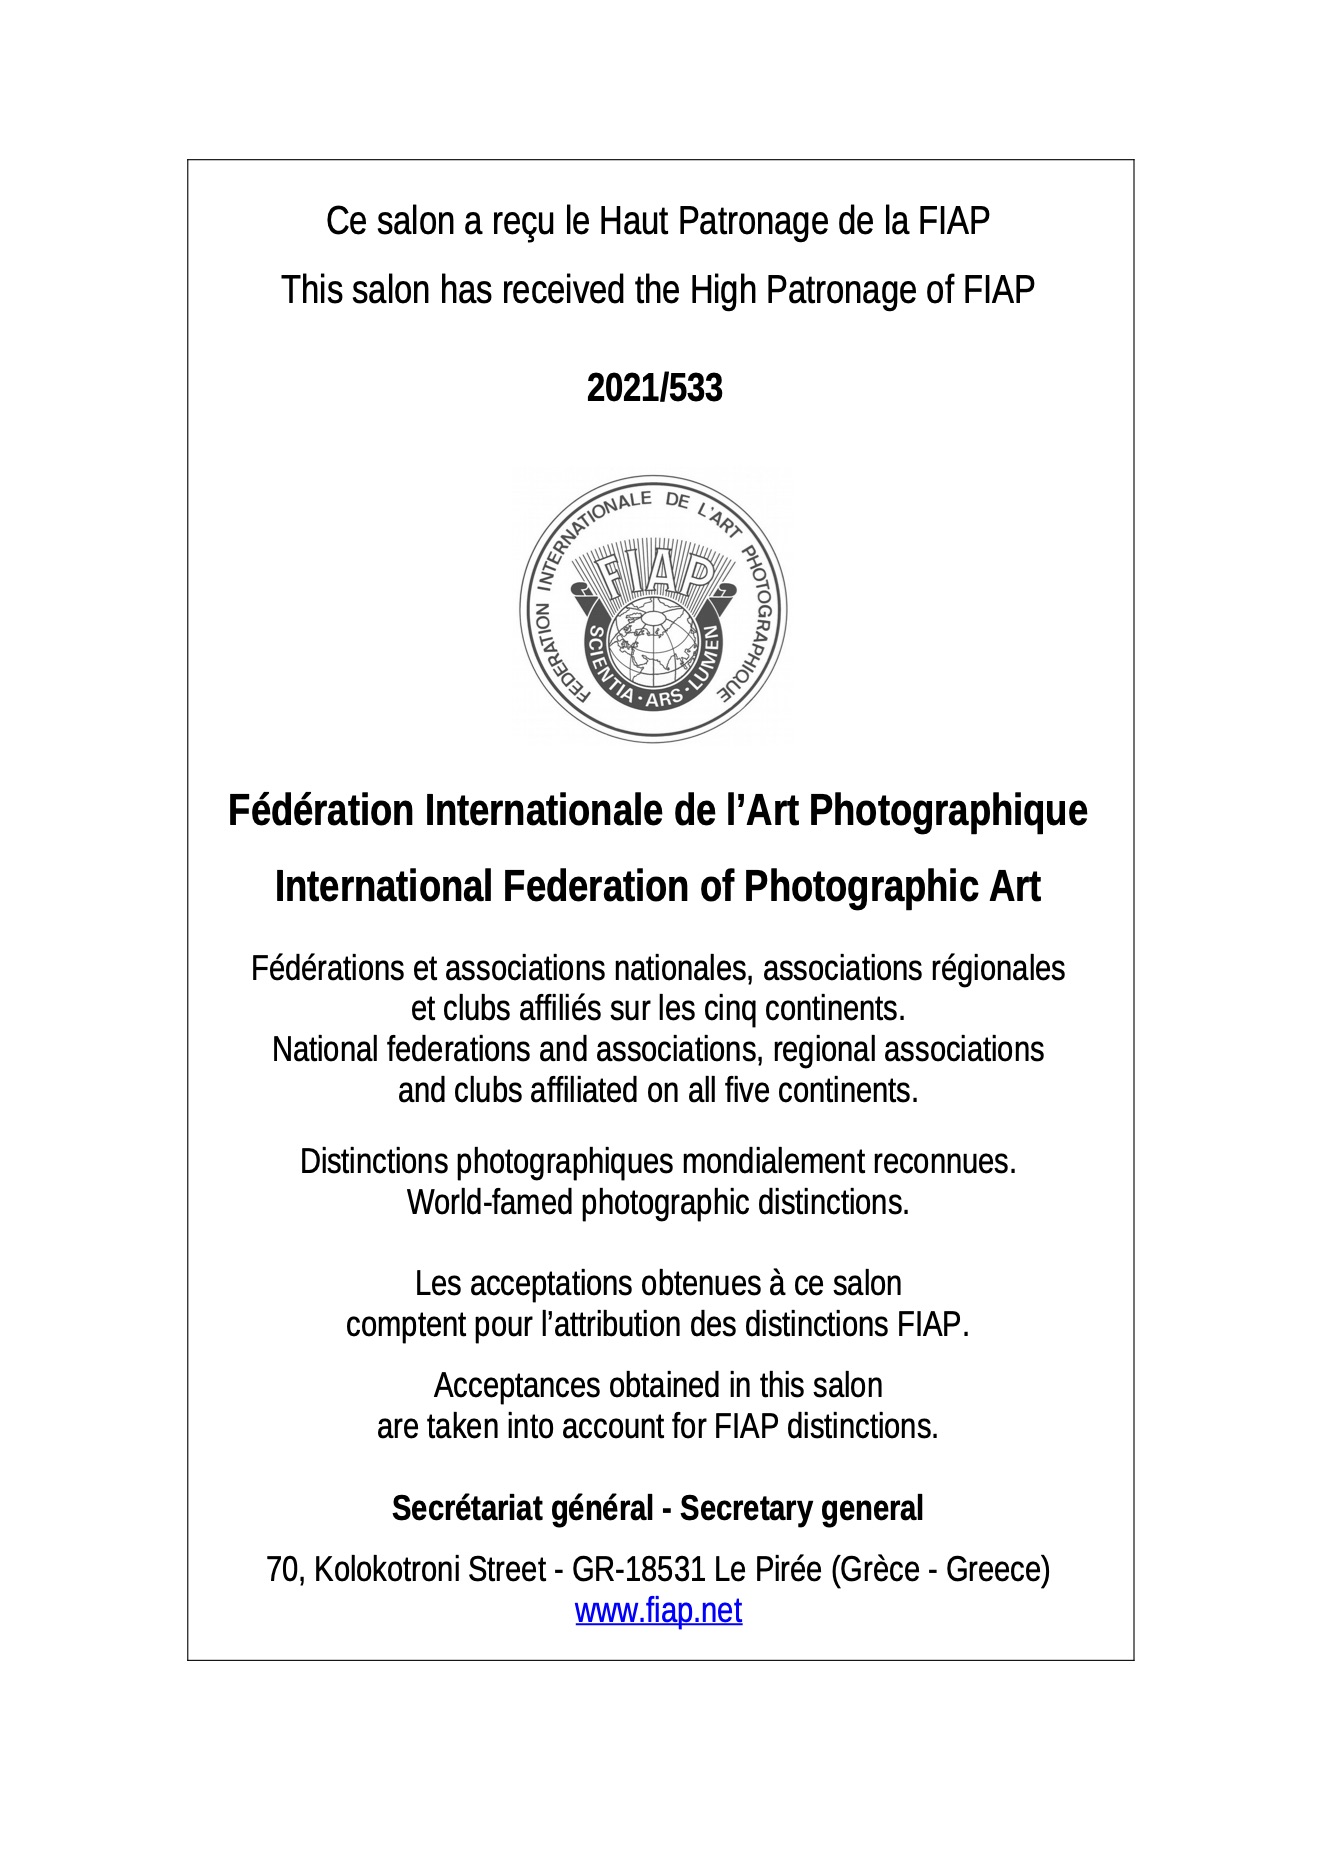 Ce salon a reçu le Haut Patronage de la FIAP
This salon has received the High Patronage of FIAP
2021/533
FEDERATION INTERNATIONALE DE L'ART PHOTOGRAPHIQUE
FIAP
SCIENTIA · ARS · LUMEN
Fédération Internationale de l’Art Photographique
International Federation of Photographic Art
Fédérations et associations nationales, associations régionales
et clubs affiliés sur les cinq continents.
National federations and associations, regional associations
and clubs affiliated on all five continents.
Distinctions photographiques mondialement reconnues.
World-famed photographic distinctions.
Les acceptations obtenues à ce salon
comptent pour l’attribution des distinctions FIAP.
Acceptances obtained in this salon
are taken into account for FIAP distinctions.
Secrétariat général - Secretary general
70, Kolokotroni Street - GR-18531 Le Pirée (Grèce - Greece)
www.fiap.net